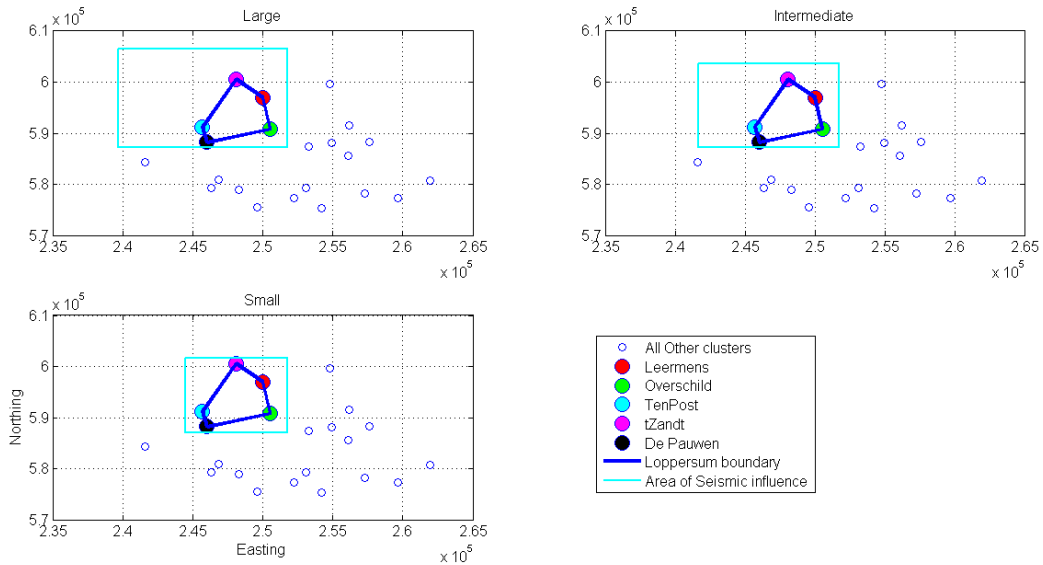 Large
x 10^5
6.1
6
5.9
5.8
5.7
2.35 2.4 2.45 2.5 2.55 2.6 2.65
x 10^5
Intermediate
x 10^5
6.1
6
5.9
5.8
5.7
2.35 2.4 2.45 2.5 2.55 2.6 2.65
x 10^5
Small
x 10^5
6.1
6
5.9
5.8
5.7
Northing
2.35 2.4 2.45 2.5 2.55 2.6 2.65
Easting
x 10^5
All Other clusters
Leermens
Overschild
TenPost
tZandt
De Pauwen
Loppersum boundary
Area of Seismic influence